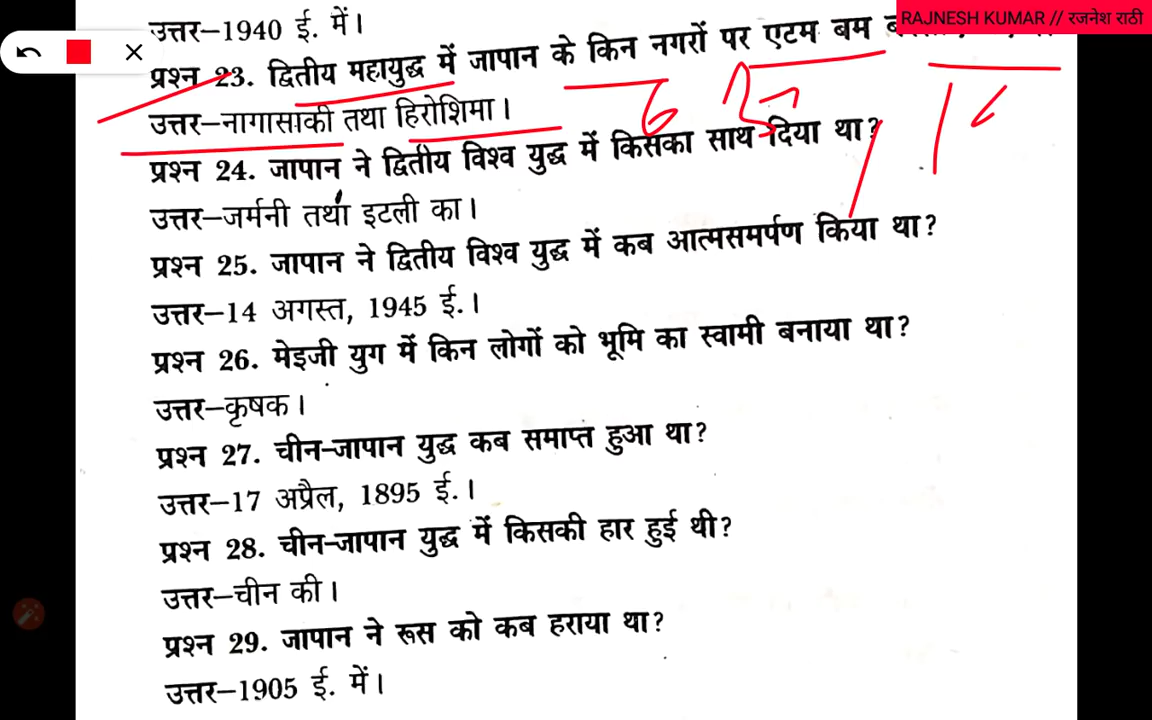 RAJNESH KUMAR // रजनेश राठी
उत्तर–1940 ई. में।
प्रश्न 23. द्वितीय महायुद्ध में जापान के किन नगरों पर एटम बम
उत्तर–नागासाकी तथा हिरोशिमा।
प्रश्न 24. जापान ने द्वितीय विश्व युद्ध में किसका साथ दिया था?
उत्तर–जर्मनी तथा इटली का।
प्रश्न 25. जापान ने द्वितीय विश्व युद्ध में कब आत्मसमर्पण किया था?
उत्तर–14 अगस्त, 1945 ई.।
प्रश्न 26. मेइजी युग में किन लोगों को भूमि का स्वामी बनाया था?
उत्तर–कृषक।
प्रश्न 27. चीन-जापान युद्ध कब समाप्त हुआ था?
उत्तर–17 अप्रैल, 1895 ई.।
प्रश्न 28. चीन-जापान युद्ध में किसकी हार हुई थी?
उत्तर–चीन की।
प्रश्न 29. जापान ने रूस को कब हराया था?
उत्तर–1905 ई. में।